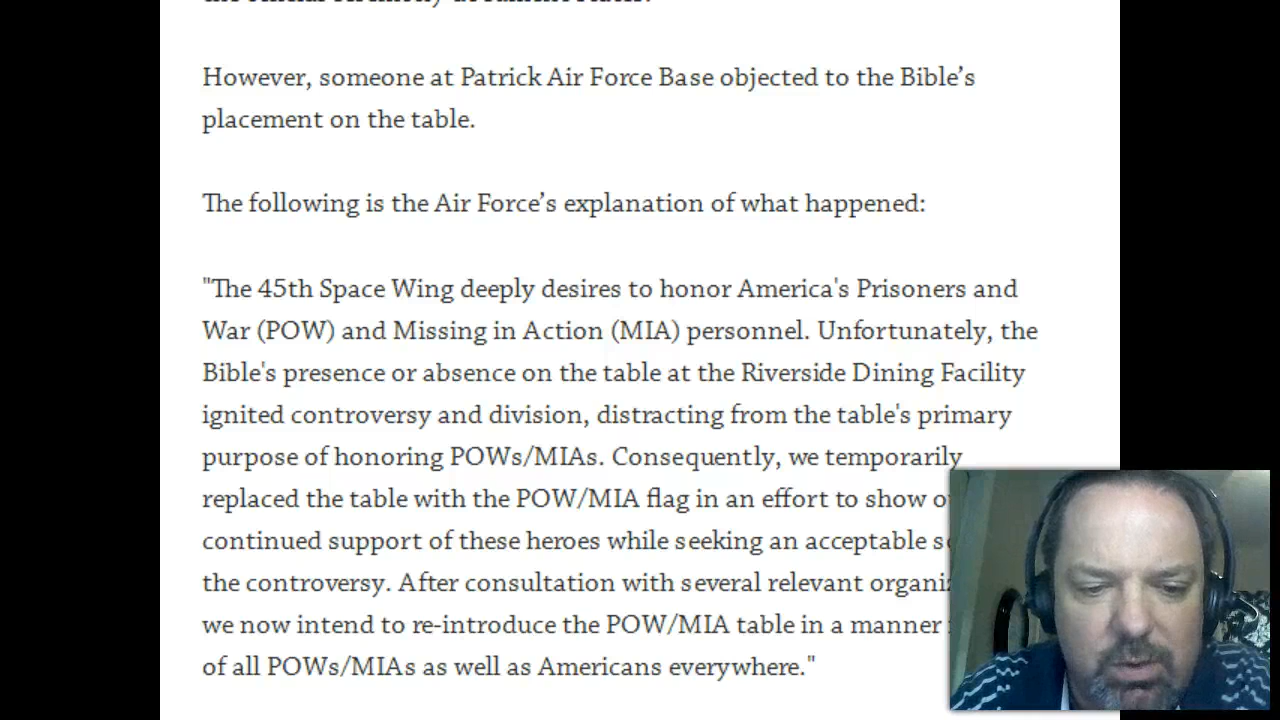 However, someone at Patrick Air Force Base objected to the Bible’s
placement on the table.
The following is the Air Force’s explanation of what happened:
"The 45th Space Wing deeply desires to honor America's Prisoners and
War (POW) and Missing in Action (MIA) personnel. Unfortunately, the
Bible's presence or absence on the table at the Riverside Dining Facility
ignited controversy and division, distracting from the table's primary
purpose of honoring POWs/MIAs. Consequently, we temporarily
replaced the table with the POW/MIA flag in an effort to show
continued support of these heroes while seeking an acceptable
the controversy. After consultation with several relevant
we now intend to re-introduce the POW/MIA table in a manner
of all POWs/MIAs as well as Americans everywhere."